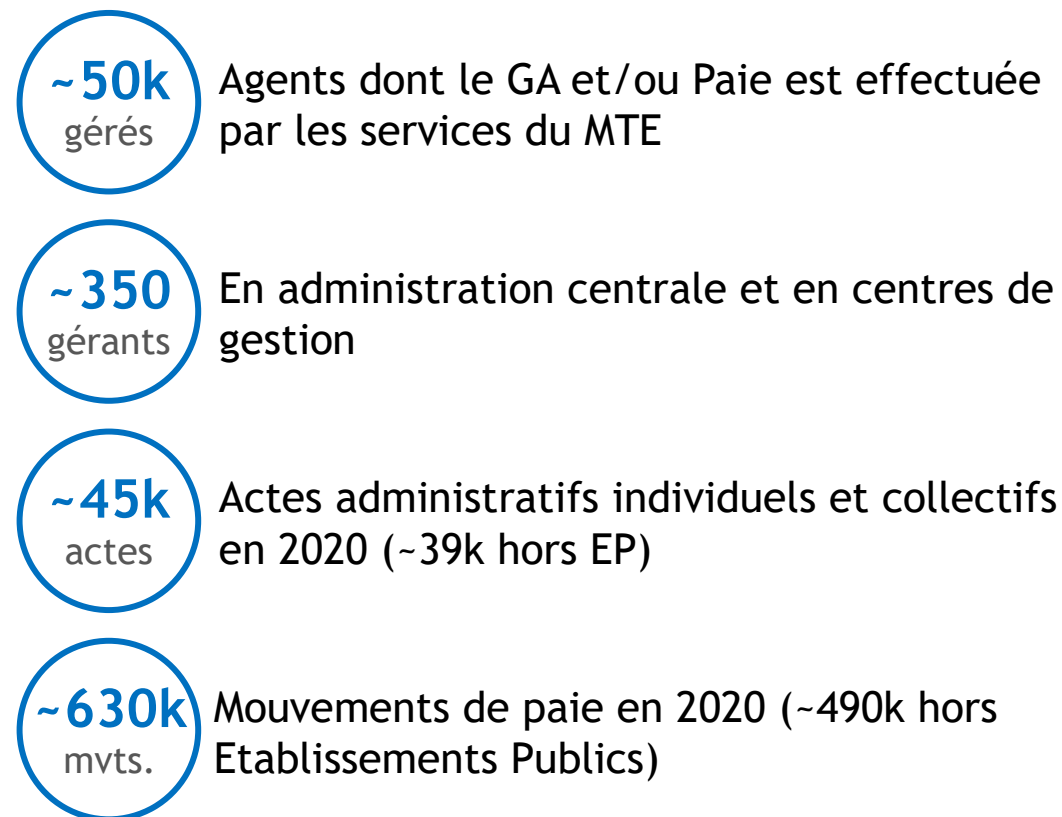 ~50k
gérés
Agents dont le GA et/ou Paie est effectuée
par les services du MTE
~350
gérants
En administration centrale et en centres de
gestion
~45k
actes
Actes administratifs individuels et collectifs
en 2020 (~39k hors EP)
~630k
mvts.
Mouvements de paie en 2020 (~490k hors
Etablissements Publics)